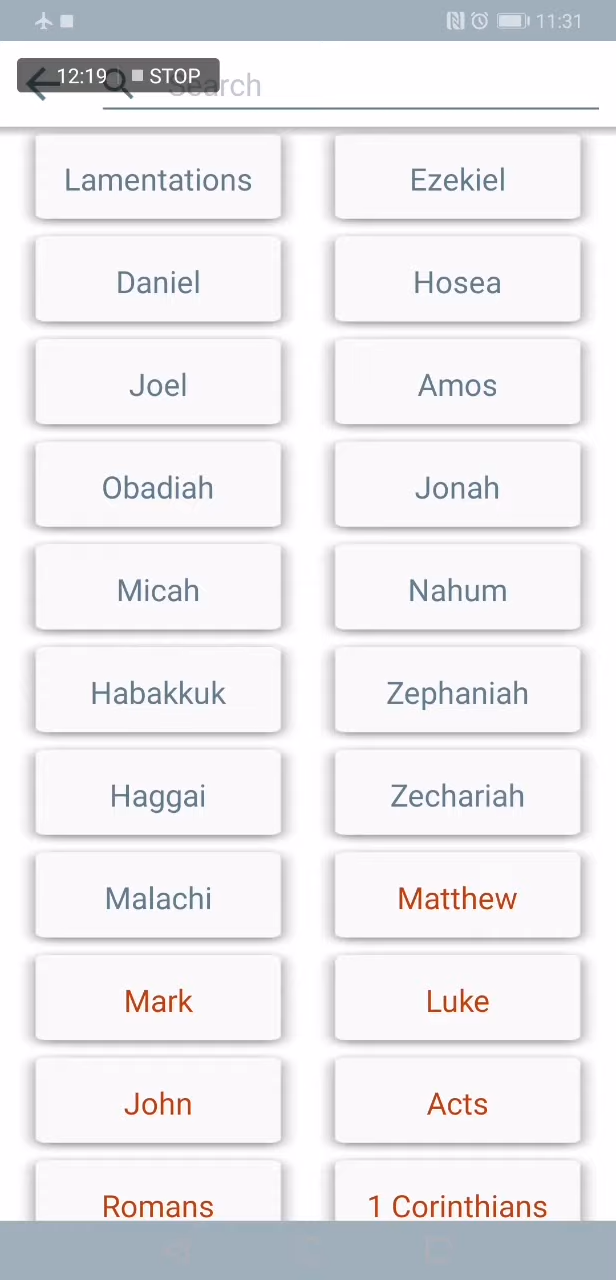 11:31
12:19 STOP
Search
Lamentations Ezekiel
Daniel Hosea
Joel Amos
Obadiah Jonah
Micah Nahum
Habakkuk Zephaniah
Haggai Zechariah
Malachi Matthew
Mark Luke
John Acts
Romans 1 Corinthians